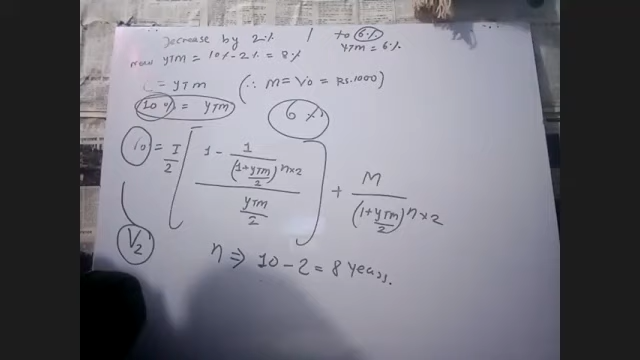 Decrease by 2% / to 6%
YTM = 6%
new YTM = 10% - 2% = 8%
= YTM (∴ M = V0 = Rs.1000)
10% = YTM
6%
V0 = I/2 [ (1 - 1/(1+YTM/2)^n×2) / (YTM/2) ] + M/(1+YTM/2)^n×2
V2
n ⇒ 10 - 2 = 8 years.